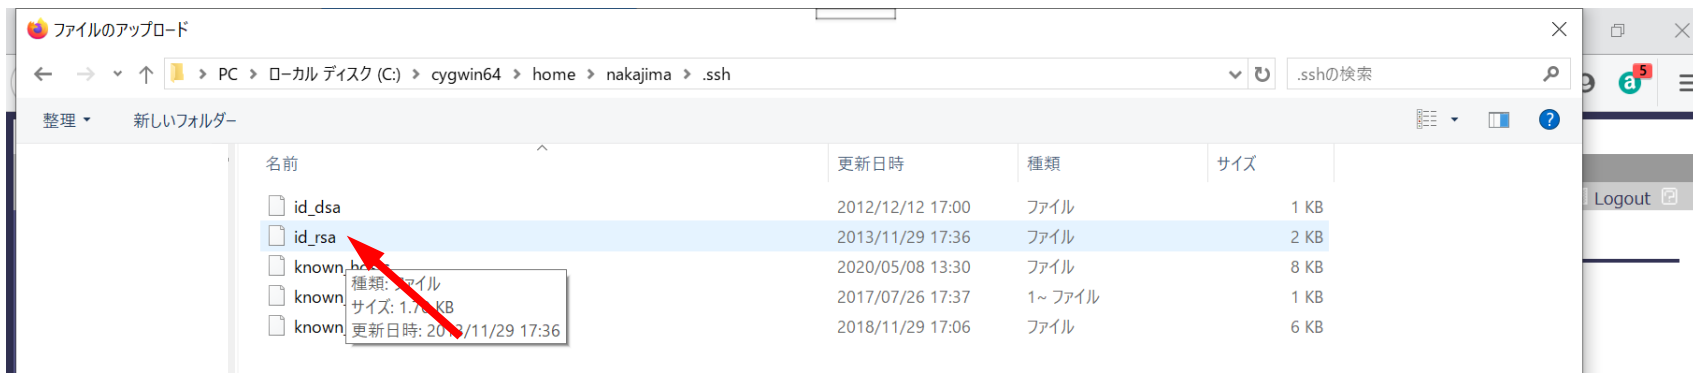 ファイルのアップロード
PC > ローカル ディスク (C:) > cygwin64 > home > nakajima > .ssh
.sshの検索
5
a
整理
新しいフォルダー
?
名前 更新日時 種類 サイズ
Logout
id_dsa 2012/12/12 17:00 ファイル 1 KB
id_rsa 2013/11/29 17:36 ファイル 2 KB
known 2020/05/08 13:30 ファイル 8 KB
known 2017/07/26 17:37 1~ ファイル 1 KB
known 2018/11/29 17:06 ファイル 6 KB
種類: ファイル
サイズ: KB
更新日時: 2013/11/29 17:36